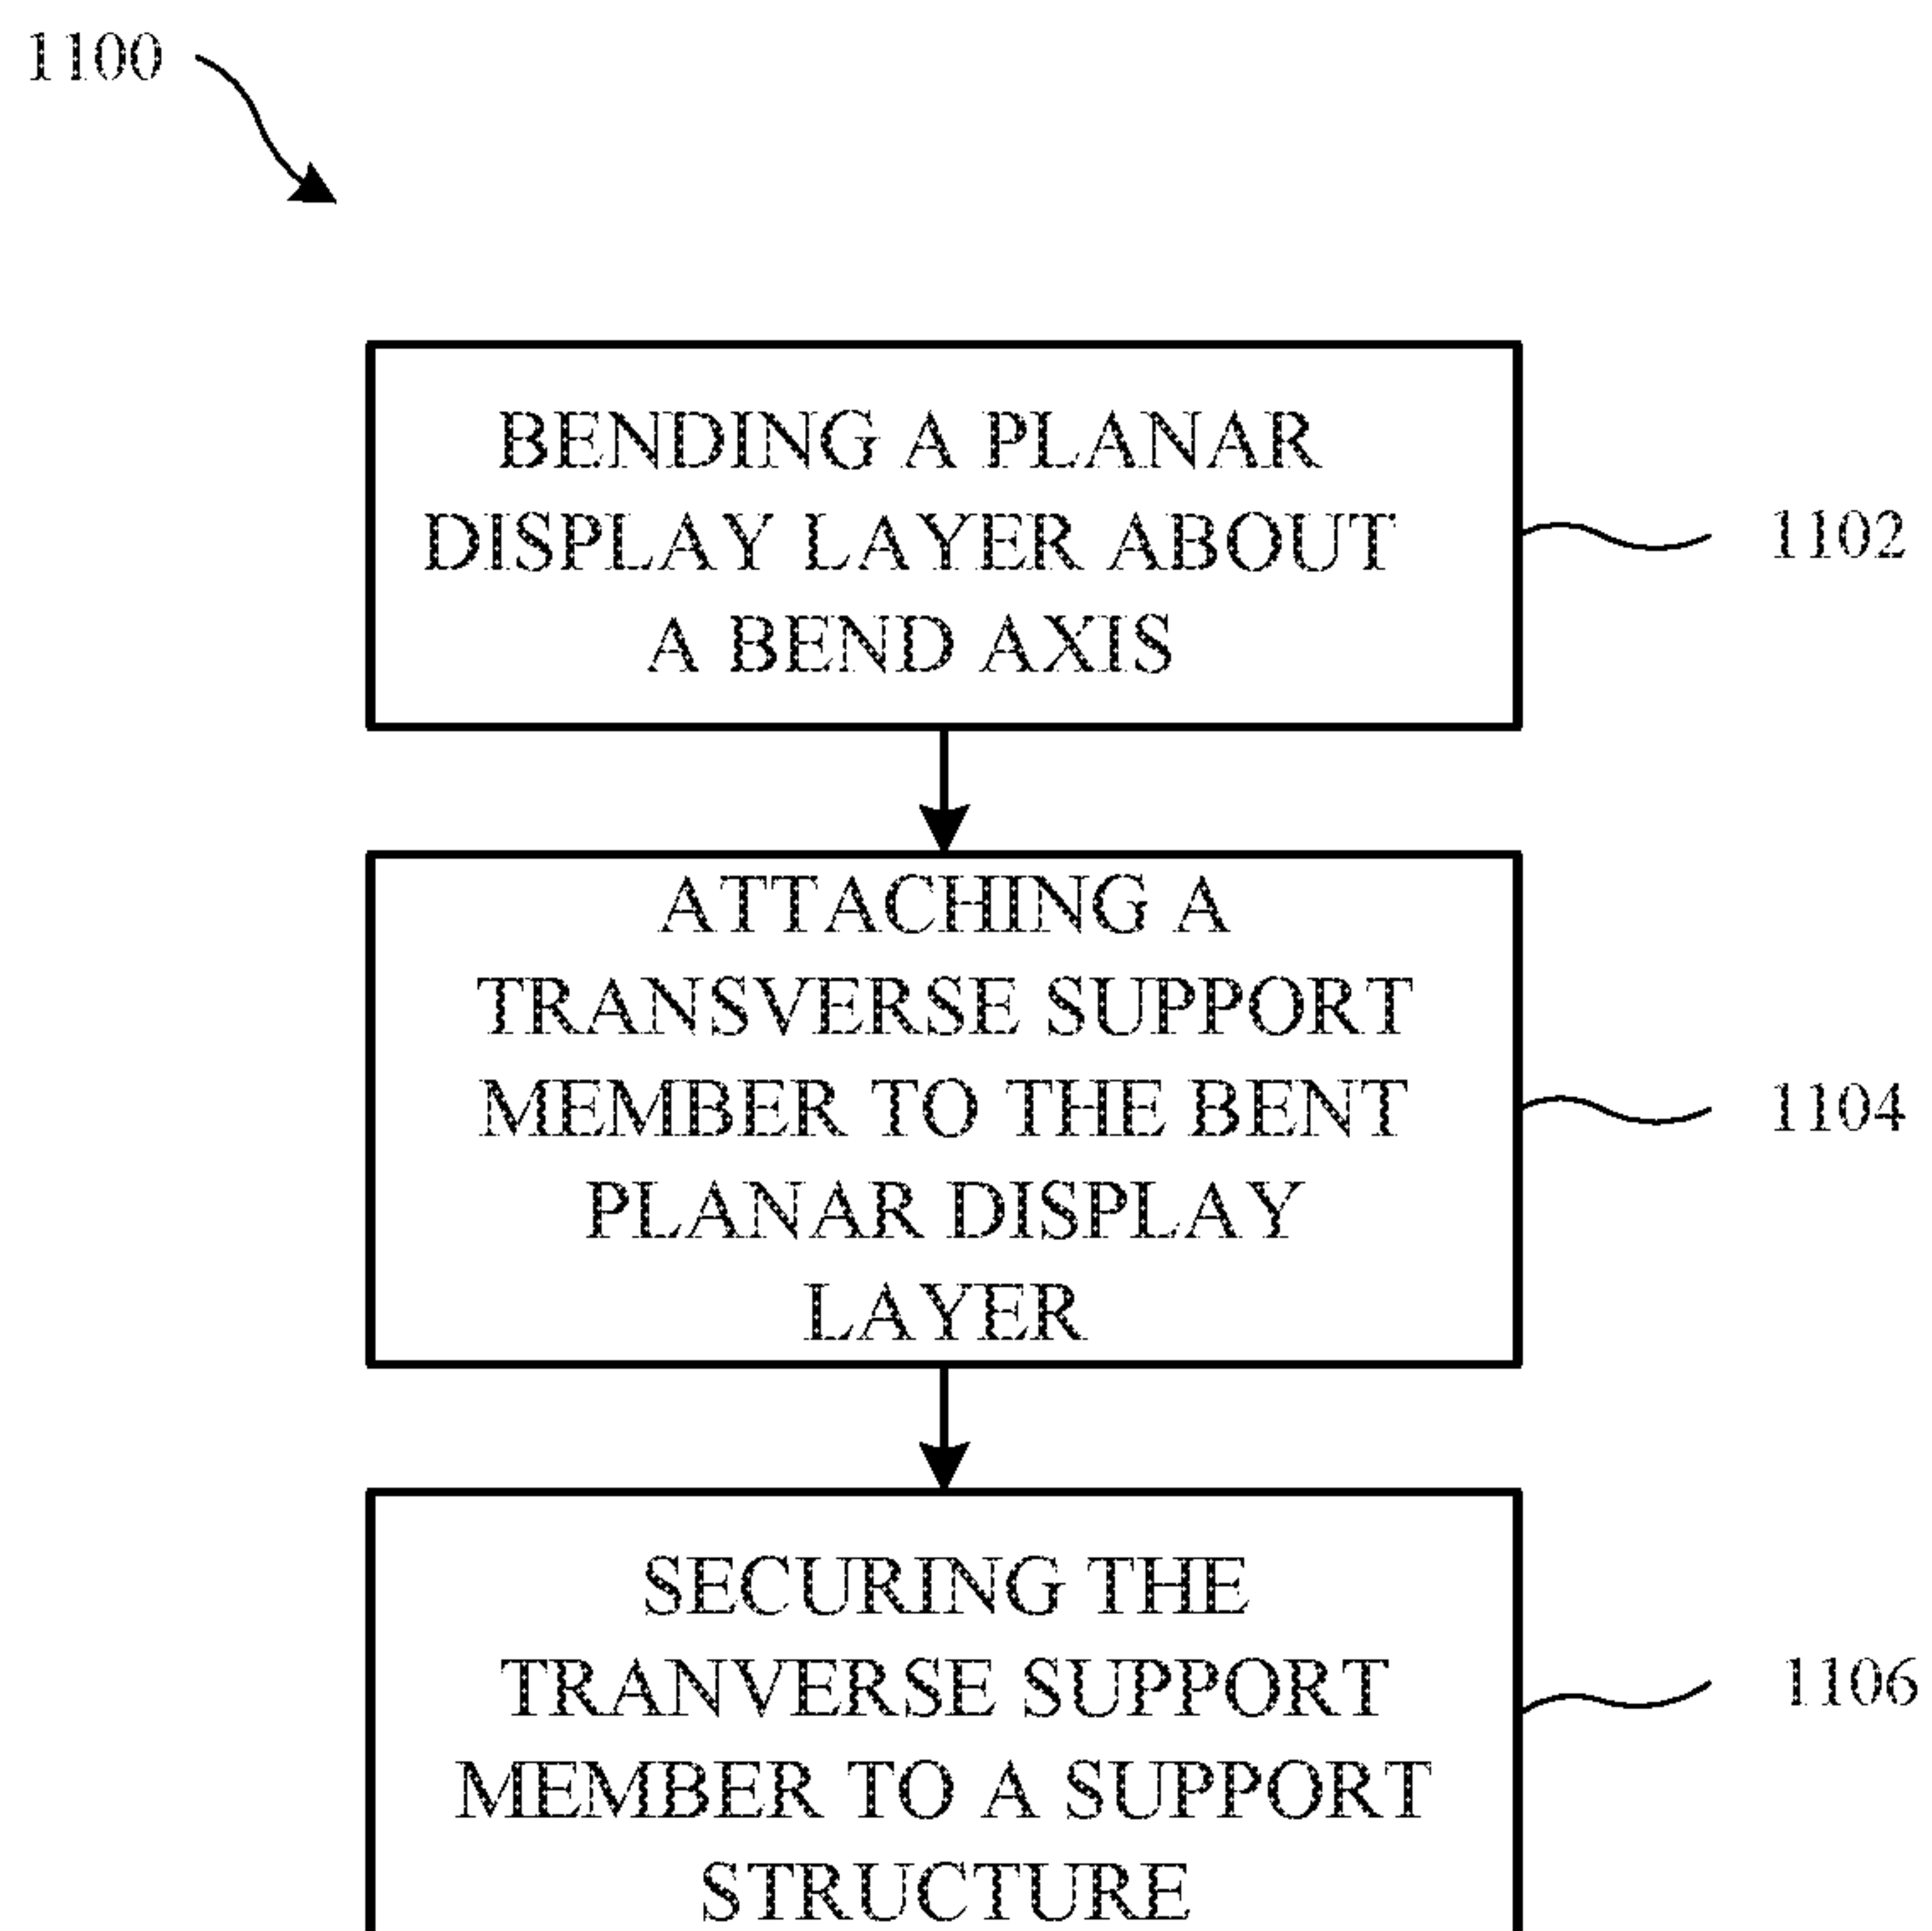 1100
BENDING A PLANAR
DISPLAY LAYER ABOUT
A BEND AXIS
1102
ATTACHING A
TRANSVERSE SUPPORT
MEMBER TO THE BENT
PLANAR DISPLAY
LAYER
1104
SECURING THE
TRANVERSE SUPPORT
MEMBER TO A SUPPORT
STRUCTURE
1106